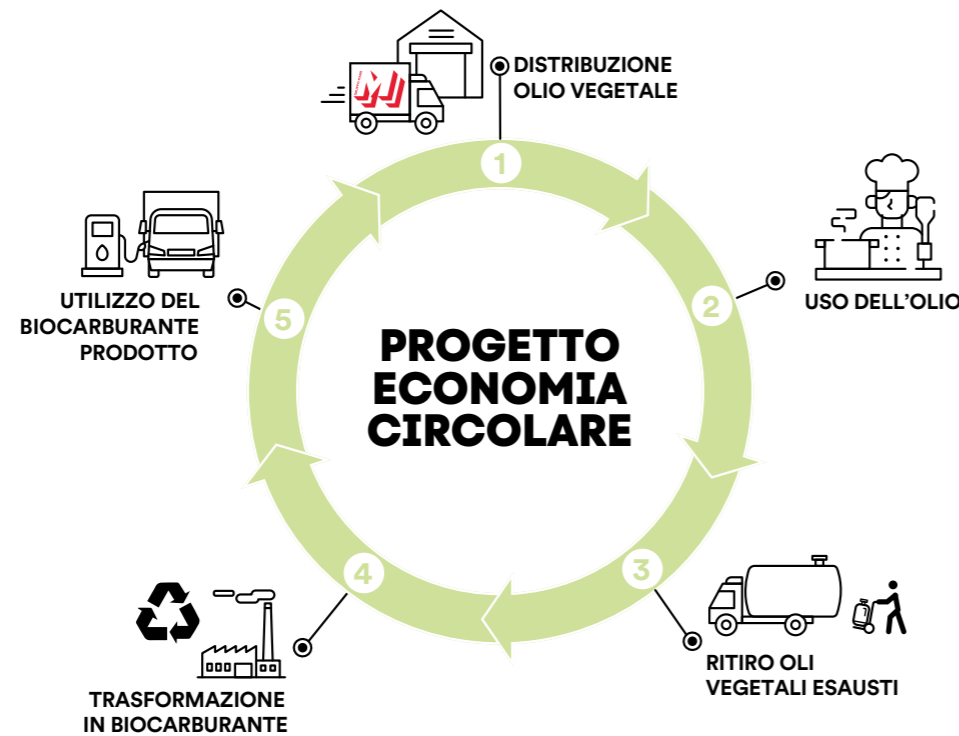 DISTRIBUZIONE
OLIO VEGETALE
1
2
USO DELL'OLIO
3
RITIRO OLI
VEGETALI ESAUSTI
4
TRASFORMAZIONE
IN BIOCARBURANTE
5
UTILIZZO DEL
BIOCARBURANTE
PRODOTTO
PROGETTO
ECONOMIA
CIRCOLARE